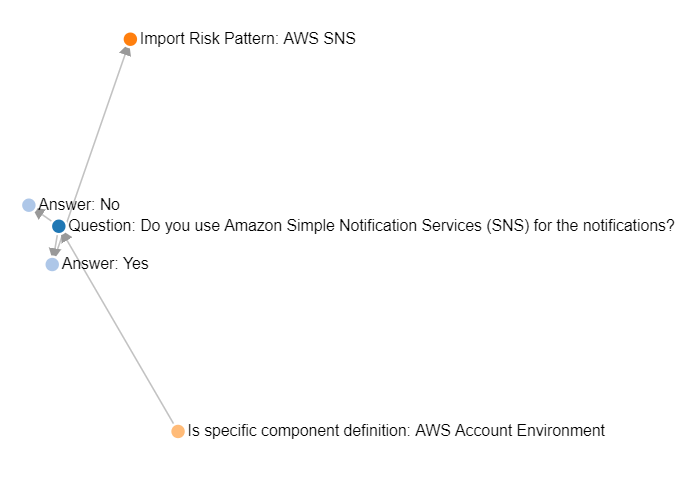 Import Risk Pattern: AWS SNS
Answer: No
Question: Do you use Amazon Simple Notification Services (SNS) for the notifications?
Answer: Yes
Is specific component definition: AWS Account Environment